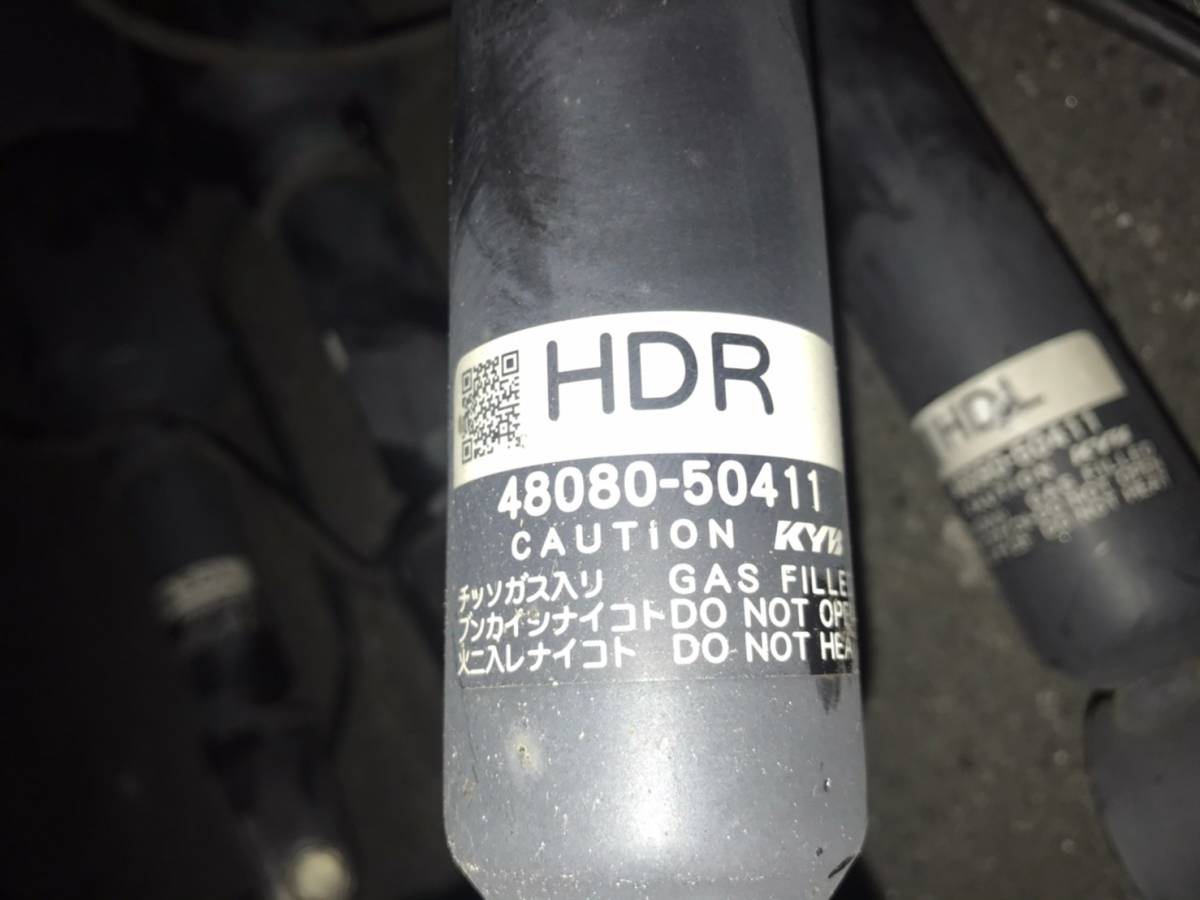 HDR
48080-50411
CAUTION KYB
チッソガス入リ GAS FILLE
ブンカイシナイコト DO NOT OPE
火ニ入レナイコト DO NOT HEA
HDL
50411